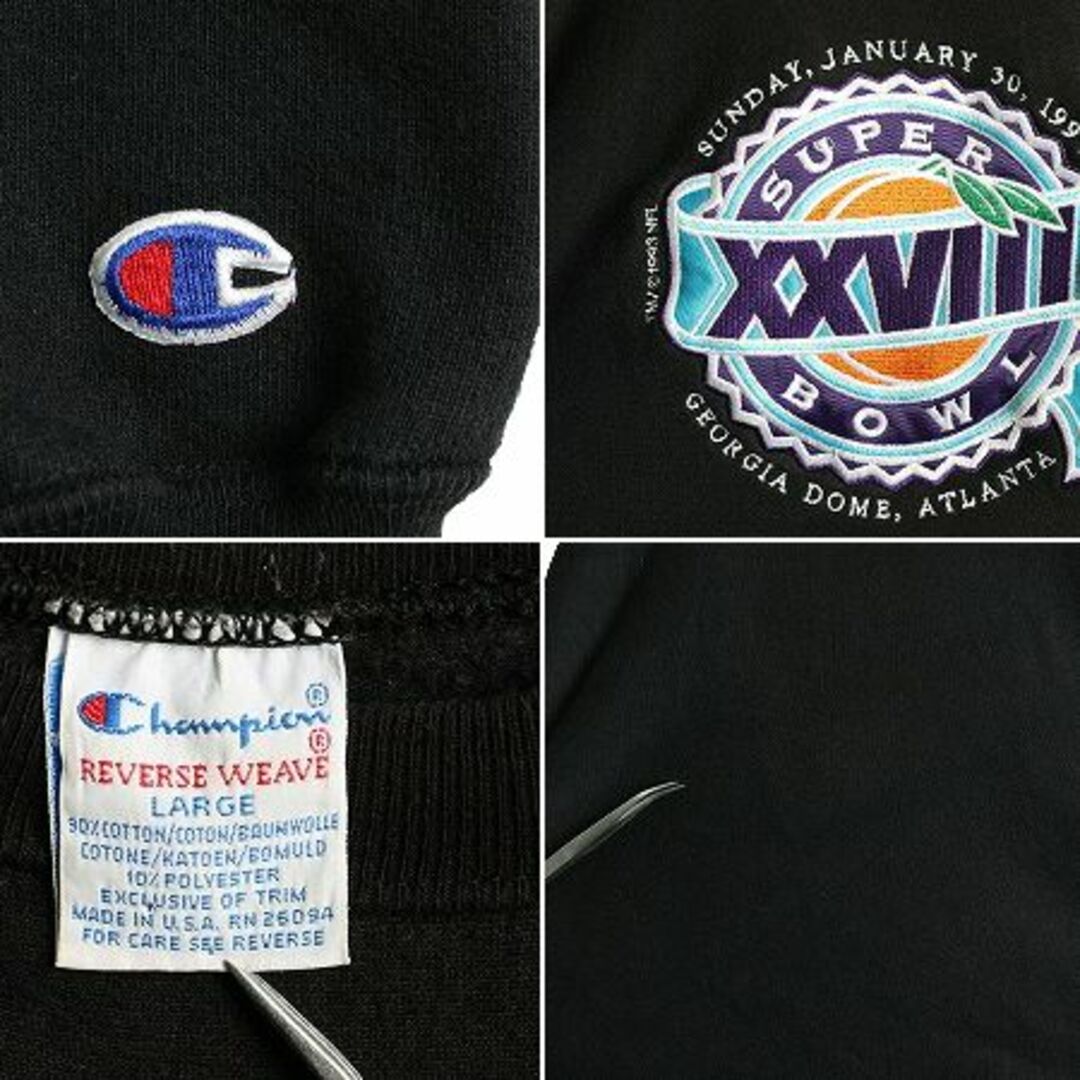 SUNDAY, JANUARY 30, 199
SUPER
XXVIII
BOWL
GEORGIA DOME, ATLANTA
TM/©1993 NFL
Champion®
REVERSE WEAVE®
LARGE
90% COTTON/COTON/BAUMWOLLE
COTONE/KATOEN/BOMULD
10% POLYESTER
EXCLUSIVE OF TRIM
MADE IN U.S.A. RN 26094
FOR CARE SEE REVERSE